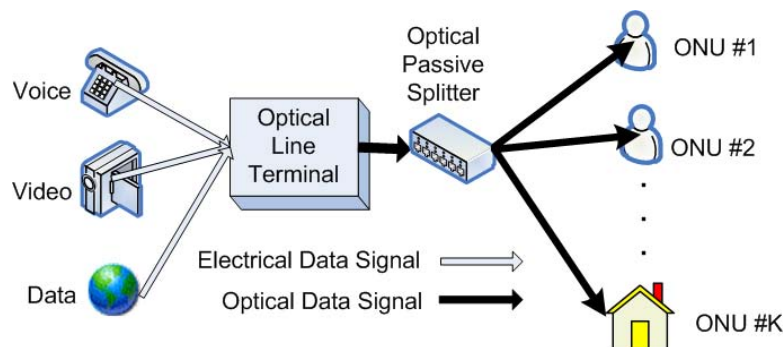 Voice
Video
Data
Optical
Line
Terminal
Optical
Passive
Splitter
ONU #1
ONU #2
ONU #K
Electrical Data Signal
Optical Data Signal